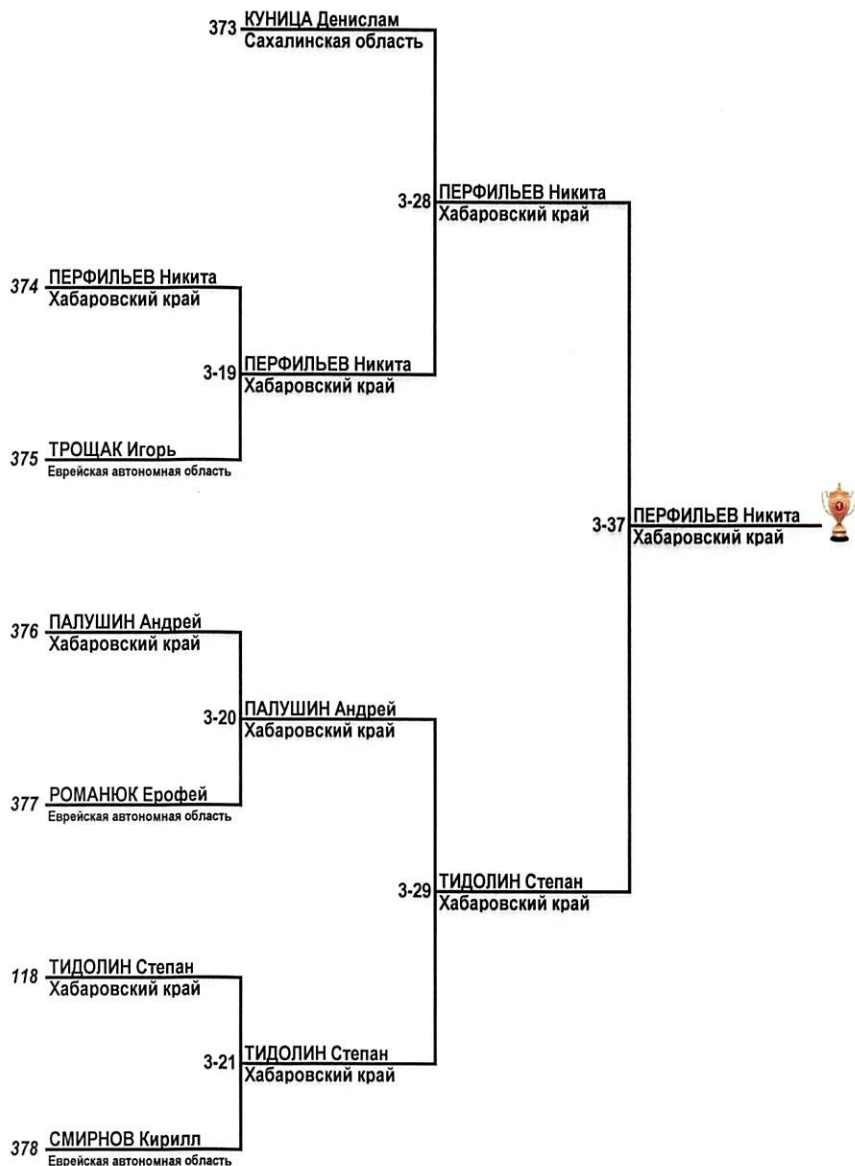 373 КУНИЦА Денислам
Сахалинская область
3-28 ПЕРФИЛЬЕВ Никита
Хабаровский край
374 ПЕРФИЛЬЕВ Никита
Хабаровский край
3-19 ПЕРФИЛЬЕВ Никита
Хабаровский край
375 ТРОЩАК Игорь
Еврейская автономная область
3-37 ПЕРФИЛЬЕВ Никита
Хабаровский край
376 ПАЛУШИН Андрей
Хабаровский край
3-20 ПАЛУШИН Андрей
Хабаровский край
377 РОМАНЮК Ерофей
Еврейская автономная область
3-29 ТИДОЛИН Степан
Хабаровский край
118 ТИДОЛИН Степан
Хабаровский край
3-21 ТИДОЛИН Степан
Хабаровский край
378 СМИРНОВ Кирилл
Еврейская автономная область